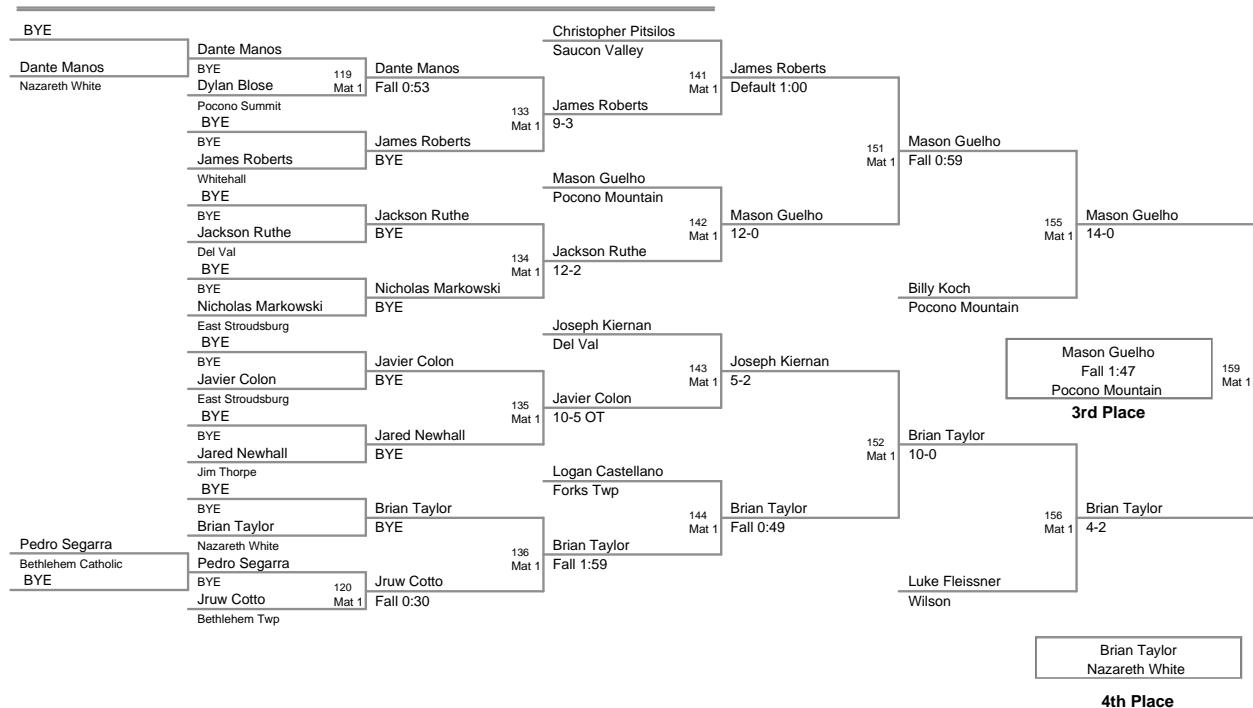 BYE
Dante Manos
Nazareth White
Pedro Segarra
Bethlehem Catholic
BYE
Dante Manos
BYE
Dylan Blose
Pocono Summit
BYE
BYE
James Roberts
Whitehall
BYE
BYE
Jackson Ruthe
Del Val
BYE
BYE
Nicholas Markowski
East Stroudsburg
BYE
BYE
Javier Colon
East Stroudsburg
BYE
BYE
Jared Newhall
Jim Thorpe
BYE
BYE
Brian Taylor
Nazareth White
Pedro Segarra
BYE
Jruw Cotto
Bethlehem Twp
119
Mat 1
120
Mat 1
Dante Manos
Fall 0:53
James Roberts
BYE
Jackson Ruthe
BYE
Nicholas Markowski
BYE
Javier Colon
BYE
Jared Newhall
BYE
Brian Taylor
BYE
Jruw Cotto
Fall 0:30
133
Mat 1
134
Mat 1
135
Mat 1
136
Mat 1
Christopher Pitsilos
Saucon Valley
James Roberts
9-3
Mason Guelho
Pocono Mountain
Jackson Ruthe
12-2
Joseph Kiernan
Del Val
Javier Colon
10-5 OT
Logan Castellano
Forks Twp
Brian Taylor
Fall 1:59
141
Mat 1
142
Mat 1
143
Mat 1
144
Mat 1
James Roberts
Default 1:00
Mason Guelho
12-0
Joseph Kiernan
5-2
Brian Taylor
Fall 0:49
151
Mat 1
152
Mat 1
Mason Guelho
Fall 0:59
Billy Koch
Pocono Mountain
Brian Taylor
10-0
Luke Fleissner
Wilson
155
Mat 1
156
Mat 1
Mason Guelho
14-0
Brian Taylor
4-2
Mason Guelho
Fall 1:47
Pocono Mountain
3rd Place
159
Mat 1
Brian Taylor
Nazareth White
4th Place